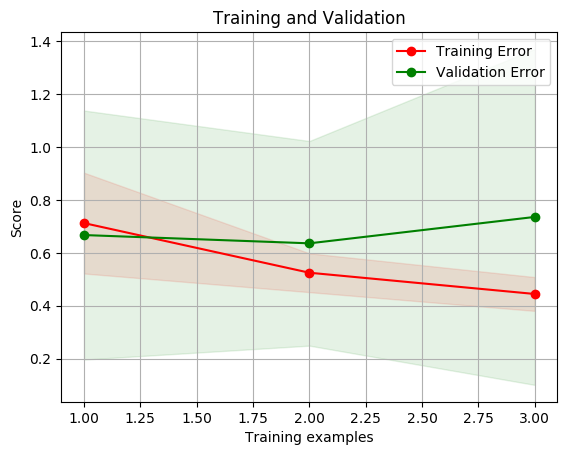 Training and Validation
Training Error
Validation Error
Score
1.4
1.2
1.0
0.8
0.6
0.4
0.2
1.00 1.25 1.50 1.75 2.00 2.25 2.50 2.75 3.00
Training examples